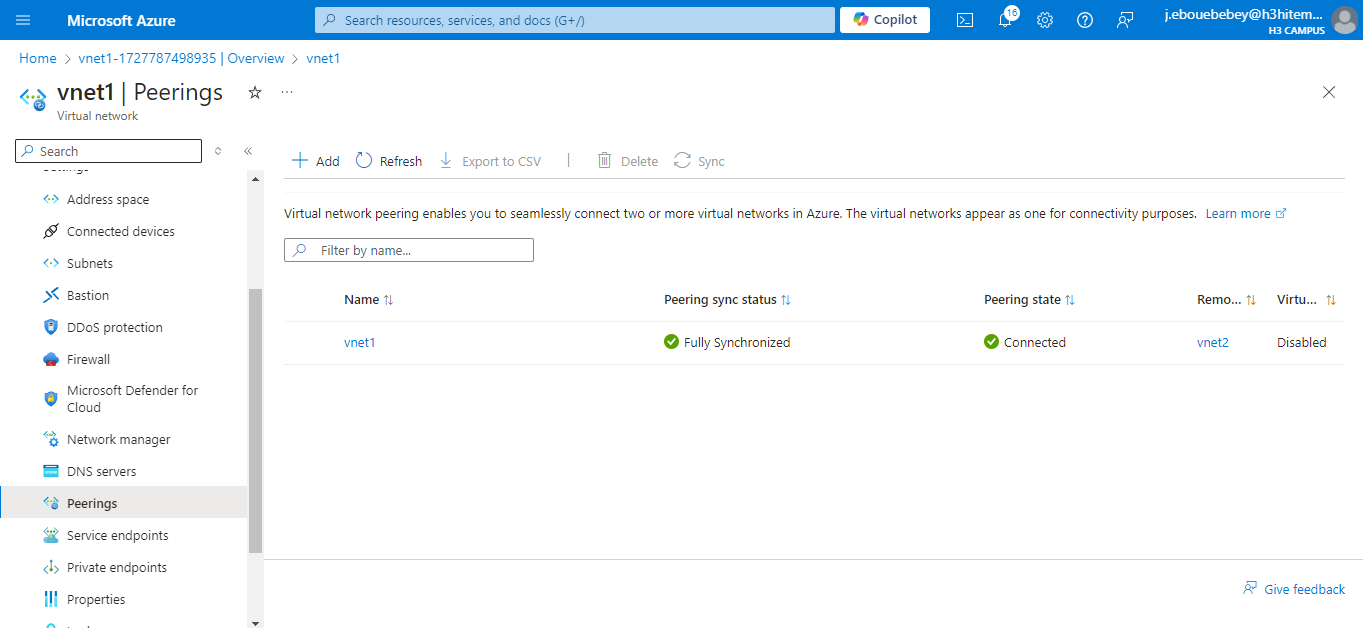 Microsoft Azure
Search resources, services, and docs (G+/)
Copilot
16
j.ebouebebey@h3hitem...
H3 CAMPUS
Home > vnet1-1727787498935 | Overview > vnet1
vnet1 | Peerings
Virtual network
Search
Settings
Address space
Connected devices
Subnets
Bastion
DDoS protection
Firewall
Microsoft Defender for
Cloud
Network manager
DNS servers
Peerings
Service endpoints
Private endpoints
Properties
Add Refresh Export to CSV | Delete Sync
Virtual network peering enables you to seamlessly connect two or more virtual networks in Azure. The virtual networks appear as one for connectivity purposes. Learn more
Filter by name...
Name Peering sync status Peering state Remo... Virtu...
vnet1 Fully Synchronized Connected vnet2 Disabled
Give feedback